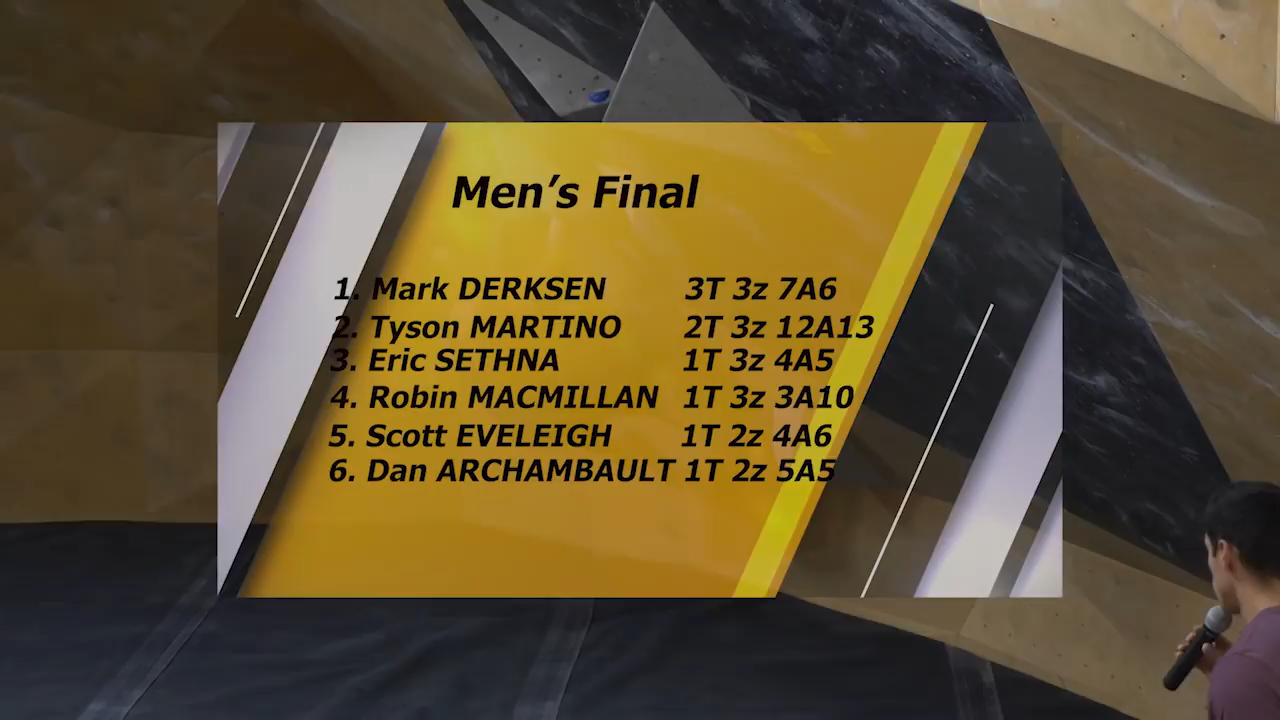 Men's Final
1. Mark DERKSEN 3T 3z 7A6
2. Tyson MARTINO 2T 3z 12A13
3. Eric SETHNA 1T 3z 4A5
4. Robin MACMILLAN 1T 3z 3A10
5. Scott EVELEIGH 1T 2z 4A6
6. Dan ARCHAMBAULT 1T 2z 5A5